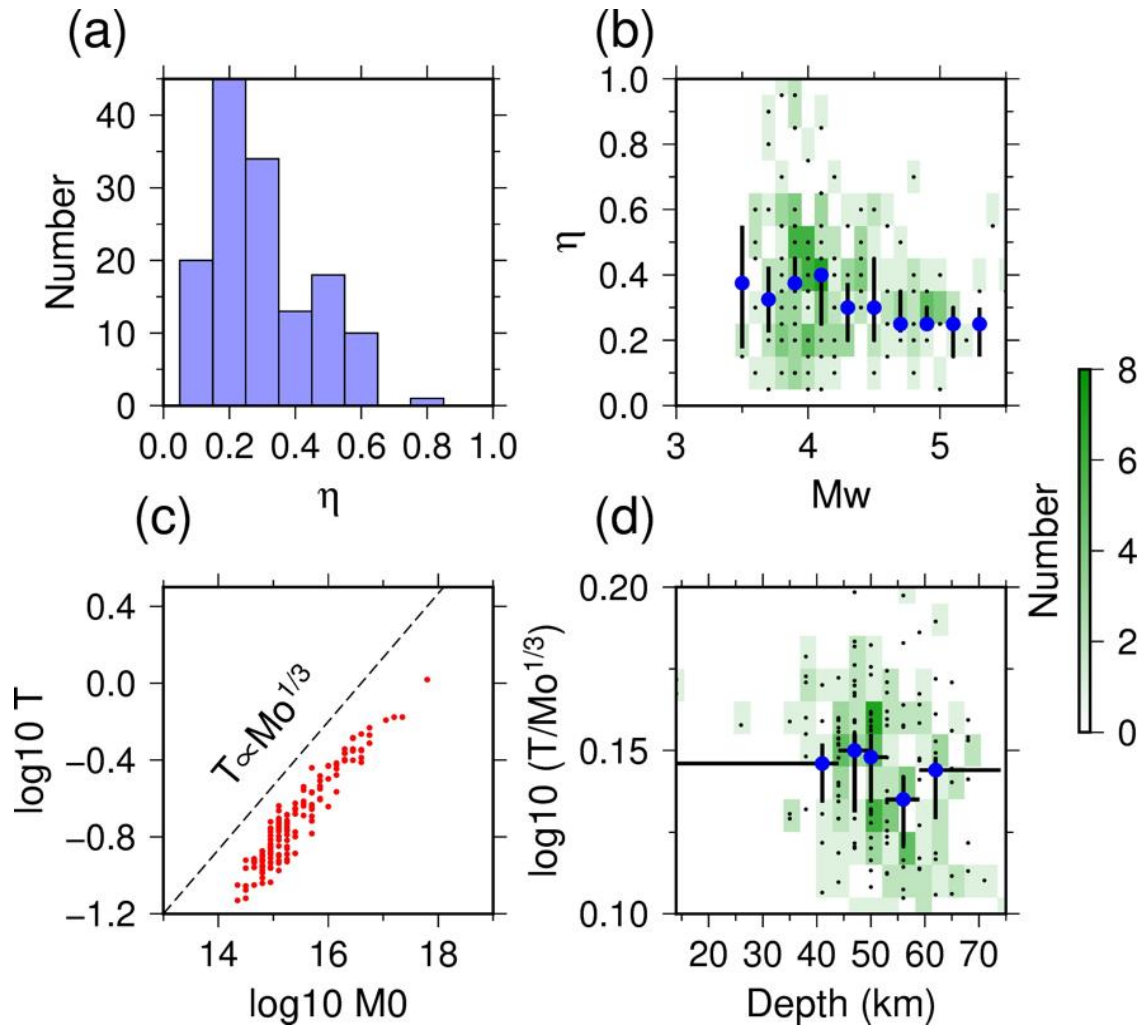 (a)
40
30
20
10
0
Number
0.0 0.2 0.4 0.6 0.8 1.0
η
(b)
1.0
0.8
0.6
0.4
0.2
0.0
η
3 4 5
Mw
8
6
4
2
0
Number
(c)
0.4
0.0
−0.4
−0.8
−1.2
log10 T
T∝Mo^1/3
14 16 18
log10 M0
(d)
0.20
0.15
0.10
log10 (T/Mo^1/3)
20 30 40 50 60 70
Depth (km)